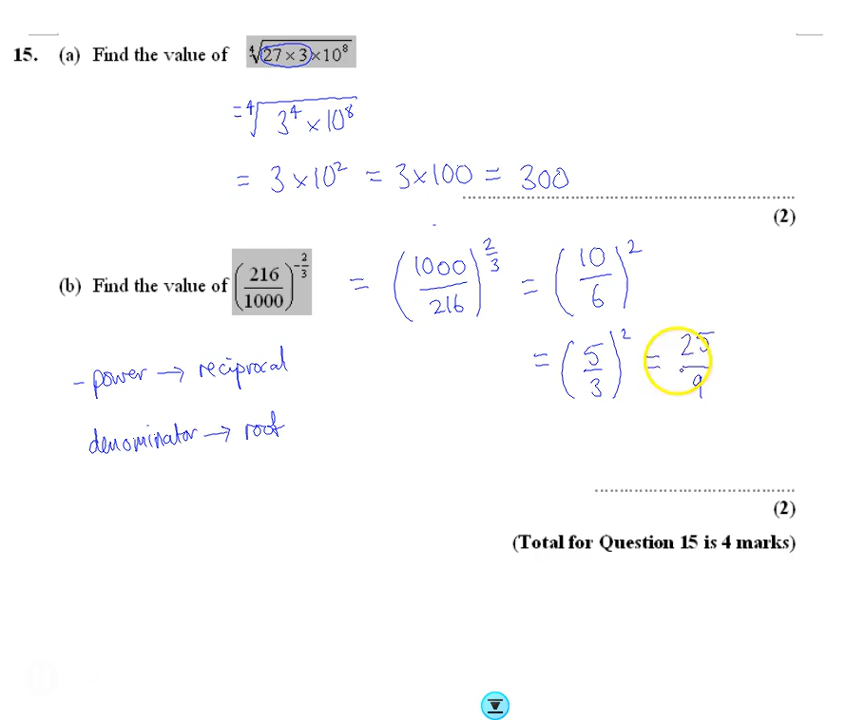 15. (a) Find the value of ∜(27 × 3 × 10⁸)
= ∜(3⁴ × 10⁸)
= 3 × 10² = 3 × 100 = 300
(2)
(b) Find the value of (216/1000)^(-2/3) = (1000/216)^(2/3) = (10/6)²
= (5/3)² = 25/9
- power → reciprocal
denominator → root
(2)
(Total for Question 15 is 4 marks)